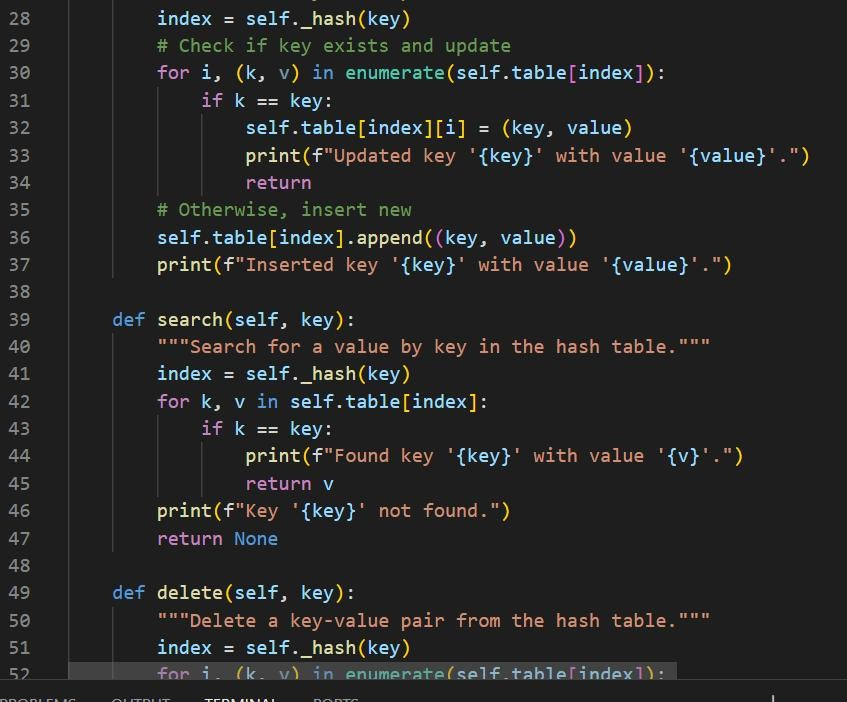 28 index = self._hash(key)
29 # Check if key exists and update
30 for i, (k, v) in enumerate(self.table[index]):
31 if k == key:
32 self.table[index][i] = (key, value)
33 print(f"Updated key '{key}' with value '{value}'.")
34 return
35 # Otherwise, insert new
36 self.table[index].append((key, value))
37 print(f"Inserted key '{key}' with value '{value}'.")
38
39 def search(self, key):
40 """Search for a value by key in the hash table."""
41 index = self._hash(key)
42 for k, v in self.table[index]:
43 if k == key:
44 print(f"Found key '{key}' with value '{v}'.")
45 return v
46 print(f"Key '{key}' not found.")
47 return None
48
49 def delete(self, key):
50 """Delete a key-value pair from the hash table."""
51 index = self._hash(key)
52 for i, (k, v) in enumerate(self.table[index]):
PROBLEMS OUTPUT TERMINAL PORTS